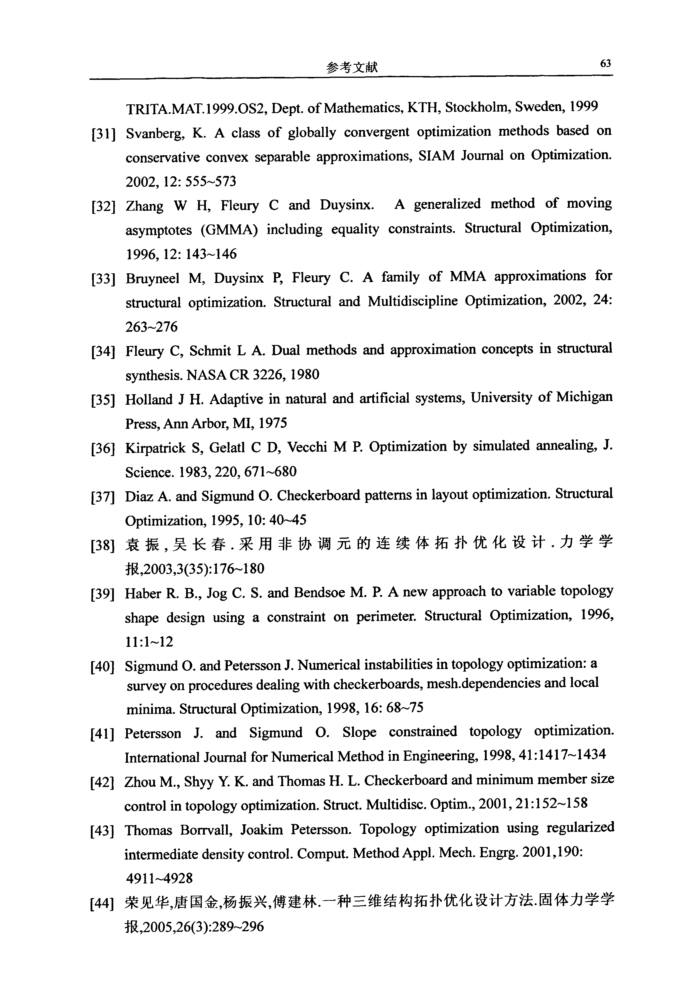 参考文献
63
TRITA.MAT.1999.OS2, Dept. of Mathematics, KTH, Stockholm, Sweden, 1999
[31] Svanberg, K. A class of globally convergent optimization methods based on
conservative convex separable approximations, SIAM Journal on Optimization.
2002, 12: 555~573
[32] Zhang W H, Fleury C and Duysinx. A generalized method of moving
asymptotes (GMMA) including equality constraints. Structural Optimization,
1996, 12: 143~146
[33] Bruyneel M, Duysinx P, Fleury C. A family of MMA approximations for
structural optimization. Structural and Multidiscipline Optimization, 2002, 24:
263~276
[34] Fleury C, Schmit L A. Dual methods and approximation concepts in structural
synthesis. NASA CR 3226, 1980
[35] Holland J H. Adaptive in natural and artificial systems, University of Michigan
Press, Ann Arbor, MI, 1975
[36] Kirpatrick S, Gelatl C D, Vecchi M P. Optimization by simulated annealing, J.
Science. 1983, 220, 671~680
[37] Diaz A. and Sigmund O. Checkerboard patterns in layout optimization. Structural
Optimization, 1995, 10: 40~45
[38] 袁振,吴长春.采用非协调元的连续体拓扑优化设计.力学学
报,2003,3(35):176~180
[39] Haber R. B., Jog C. S. and Bendsoe M. P. A new approach to variable topology
shape design using a constraint on perimeter. Structural Optimization, 1996,
11:1~12
[40] Sigmund O. and Petersson J. Numerical instabilities in topology optimization: a
survey on procedures dealing with checkerboards, mesh.dependencies and local
minima. Structural Optimization, 1998, 16: 68~75
[41] Petersson J. and Sigmund O. Slope constrained topology optimization.
International Journal for Numerical Method in Engineering, 1998, 41:1417~1434
[42] Zhou M., Shyy Y. K. and Thomas H. L. Checkerboard and minimum member size
control in topology optimization. Struct. Multidisc. Optim., 2001, 21:152~158
[43] Thomas Borrvall, Joakim Petersson. Topology optimization using regularized
intermediate density control. Comput. Method Appl. Mech. Engrg. 2001,190:
4911~4928
[44] 荣见华,唐国金,杨振兴,傅建林.一种三维结构拓扑优化设计方法.固体力学学
报,2005,26(3):289~296